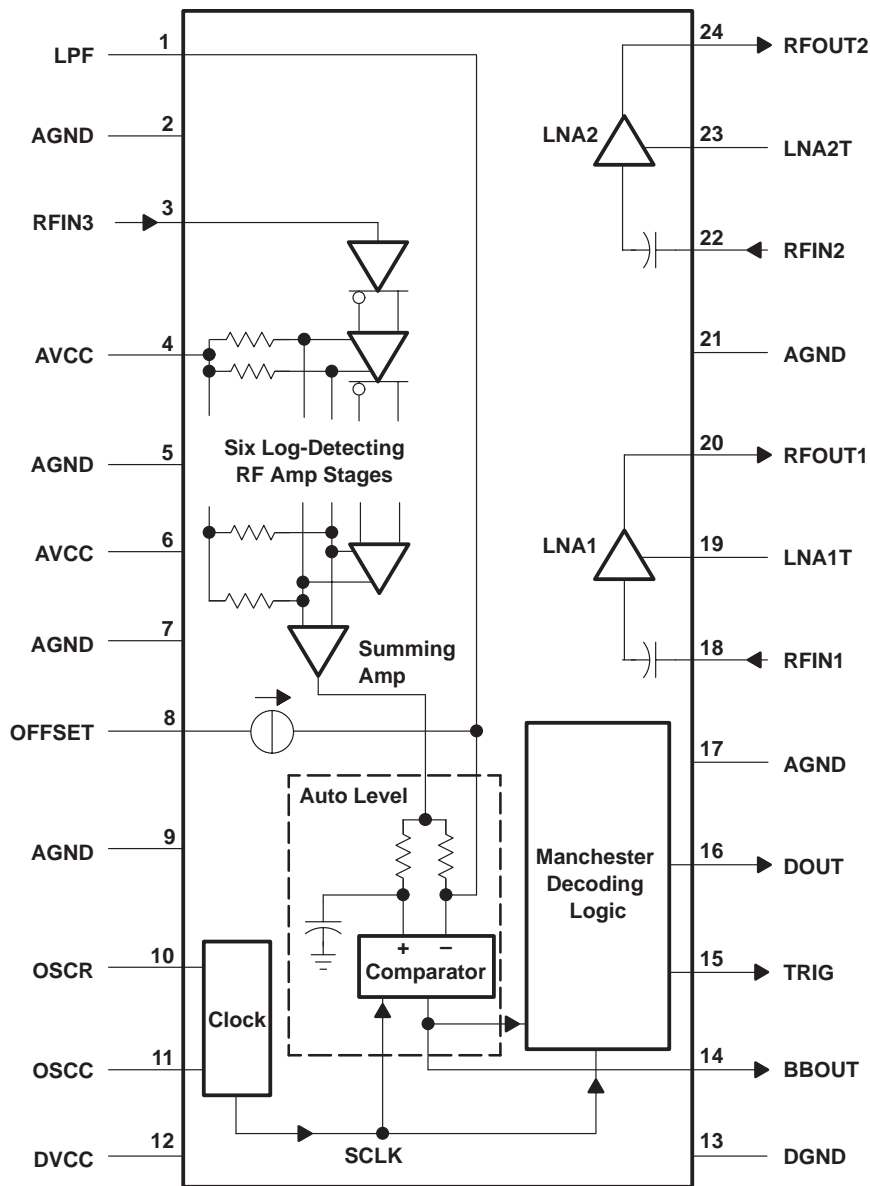 1
LPF
2
AGND
3
RFIN3
4
AVCC
5
AGND
6
AVCC
7
AGND
8
OFFSET
9
AGND
10
OSCR
11
OSCC
12
DVCC
Six Log-Detecting
RF Amp Stages
Summing
Amp
Auto Level
+ −
Comparator
Clock
SCLK
Manchester
Decoding
Logic
LNA2
LNA1
24
RFOUT2
23
LNA2T
22
RFIN2
21
AGND
20
RFOUT1
19
LNA1T
18
RFIN1
17
AGND
16
DOUT
15
TRIG
14
BBOUT
13
DGND